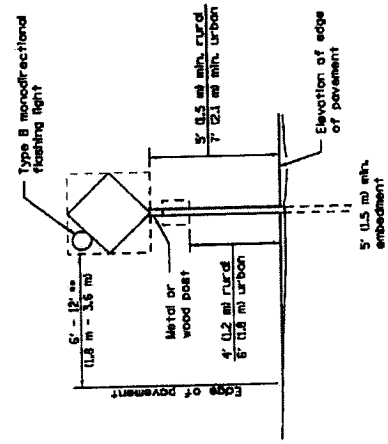 Type B monodirectional
flashing light
6' - 12' **
(1.8 m - 3.6 m)
Metal or
wood post
5' (1.5 m) min. rural
7' (2.1 m) min. urban
4' (1.2 m) rural
6' (1.8 m) urban
Edge of pavement
Elevation of edge
of pavement
5' (1.5 m) min.
embedment